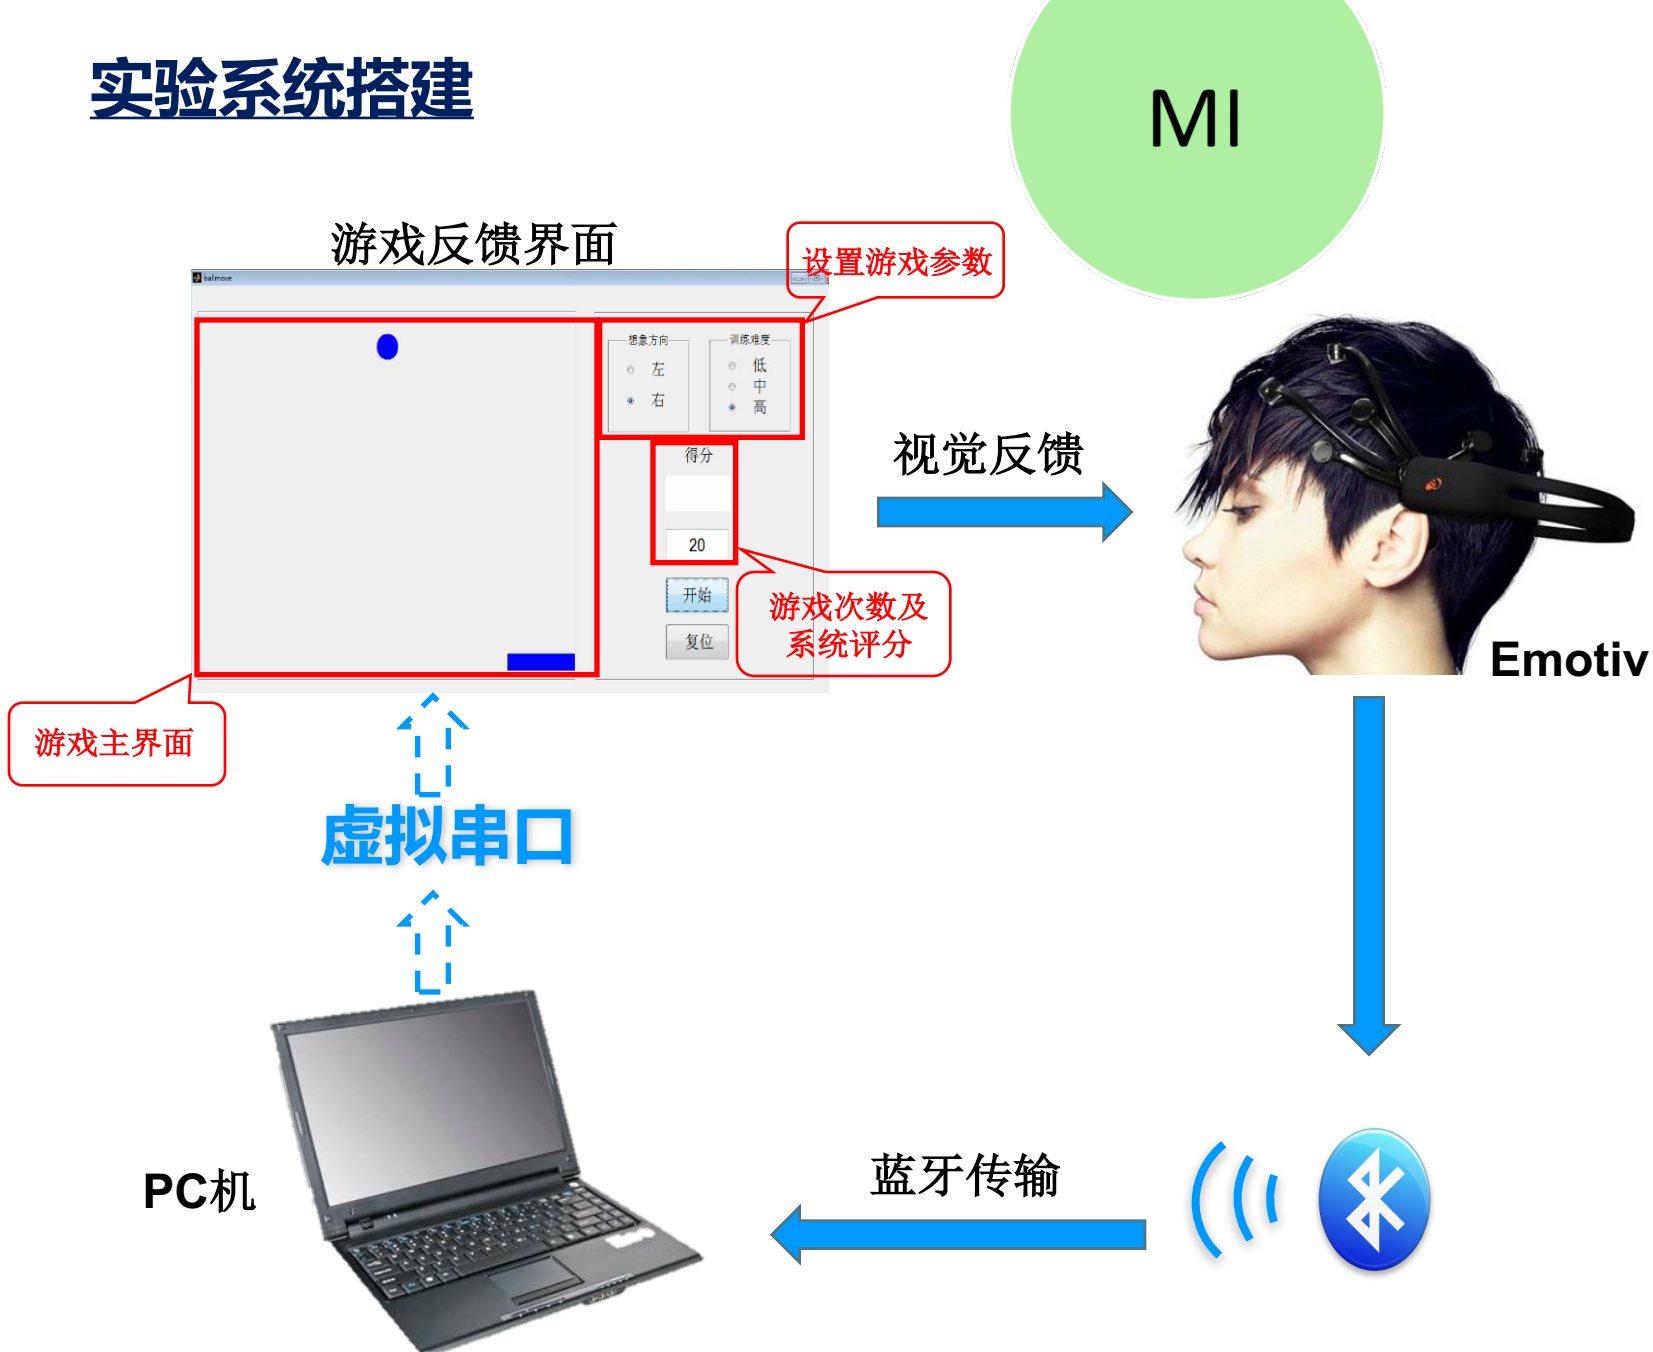 实验系统搭建
MI
游戏反馈界面
设置游戏参数
ballmove
想象方向
左
右
训练难度
低
中
高
得分
20
开始
复位
游戏次数及
系统评分
游戏主界面
视觉反馈
Emotiv
虚拟串口
PC机
蓝牙传输